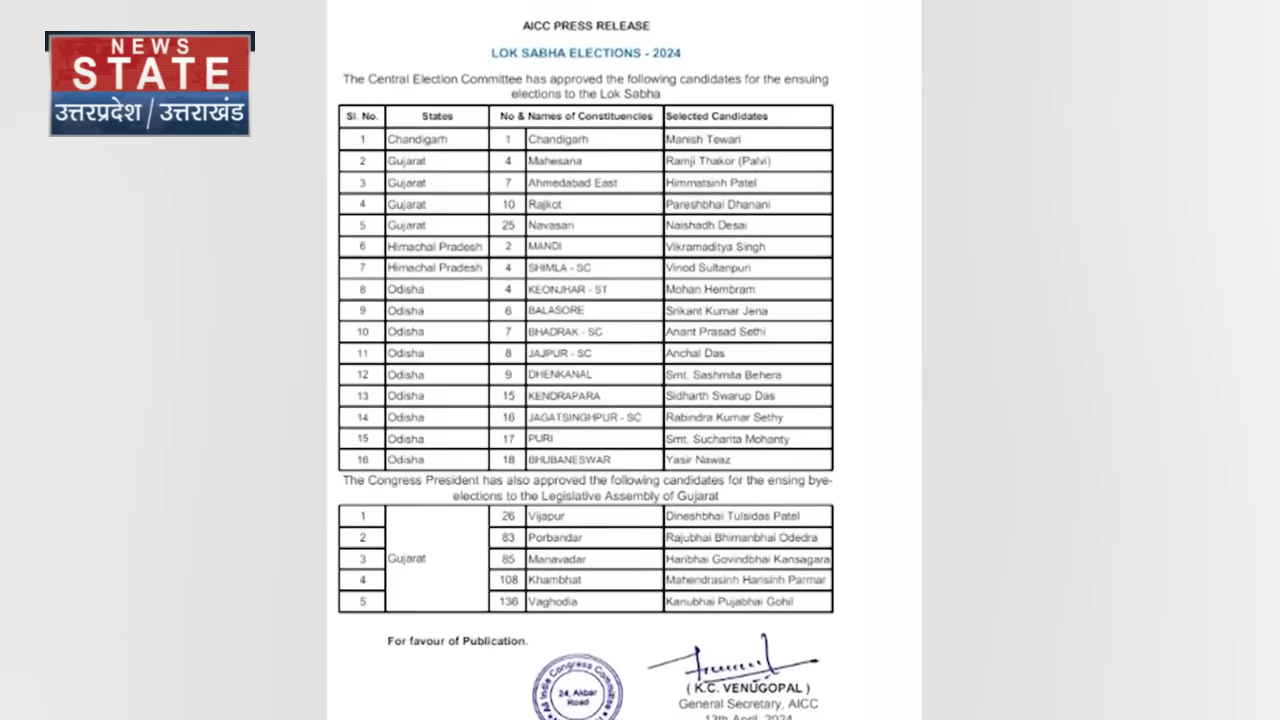 NEWS
STATE
उत्तरप्रदेश / उत्तराखंड
AICC PRESS RELEASE
LOK SABHA ELECTIONS - 2024
The Central Election Committee has approved the following candidates for the ensuing
elections to the Lok Sabha
Sl. No. States No & Names of Constituencies Selected Candidates
1 Chandigarh 1 Chandigarh Manish Tewari
2 Gujarat 4 Mahesana Ramji Thakor (Palvi)
3 Gujarat 7 Ahmedabad East Himmatsinh Patel
4 Gujarat 10 Rajkot Pareshbhai Dhanani
5 Gujarat 25 Navasari Naishadh Desai
6 Himachal Pradesh 2 MANDI Vikramaditya Singh
7 Himachal Pradesh 4 SHIMLA - SC Vinod Sultanpuri
8 Odisha 4 KEONJHAR - ST Mohan Hembram
9 Odisha 6 BALASORE Srikant Kumar Jena
10 Odisha 7 BHADRAK - SC Anant Prasad Sethi
11 Odisha 8 JAJPUR - SC Anchal Das
12 Odisha 9 DHENKANAL Smt. Sashmita Behera
13 Odisha 15 KENDRAPARA Sidharth Swarup Das
14 Odisha 16 JAGATSINGHPUR - SC Rabindra Kumar Sethy
15 Odisha 17 PURI Smt. Sucharita Mohanty
16 Odisha 18 BHUBANESWAR Yasir Nawaz
The Congress President has also approved the following candidates for the ensing bye-
elections to the Legislative Assembly of Gujarat
1 26 Vijapur Dineshbhai Tulsidas Patel
2 83 Porbandar Rajubhai Bhimanbhai Odedra
3 Gujarat 85 Manavadar Haribhai Govindbhai Kansagara
4 108 Khambhat Mahendrasinh Harisinh Parmar
5 136 Vaghodia Kanubhai Pujabhai Gohil
For favour of Publication.
All India Congress Committee
24, Akbar
Road
( K.C. VENUGOPAL )
General Secretary, AICC
13th April, 2024